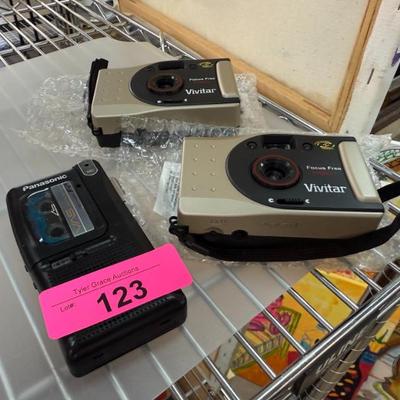 Focus Free
Vivitar
Focus Free
Vivitar
Panasonic
Tyler Grace Auctions
Lot#:
123